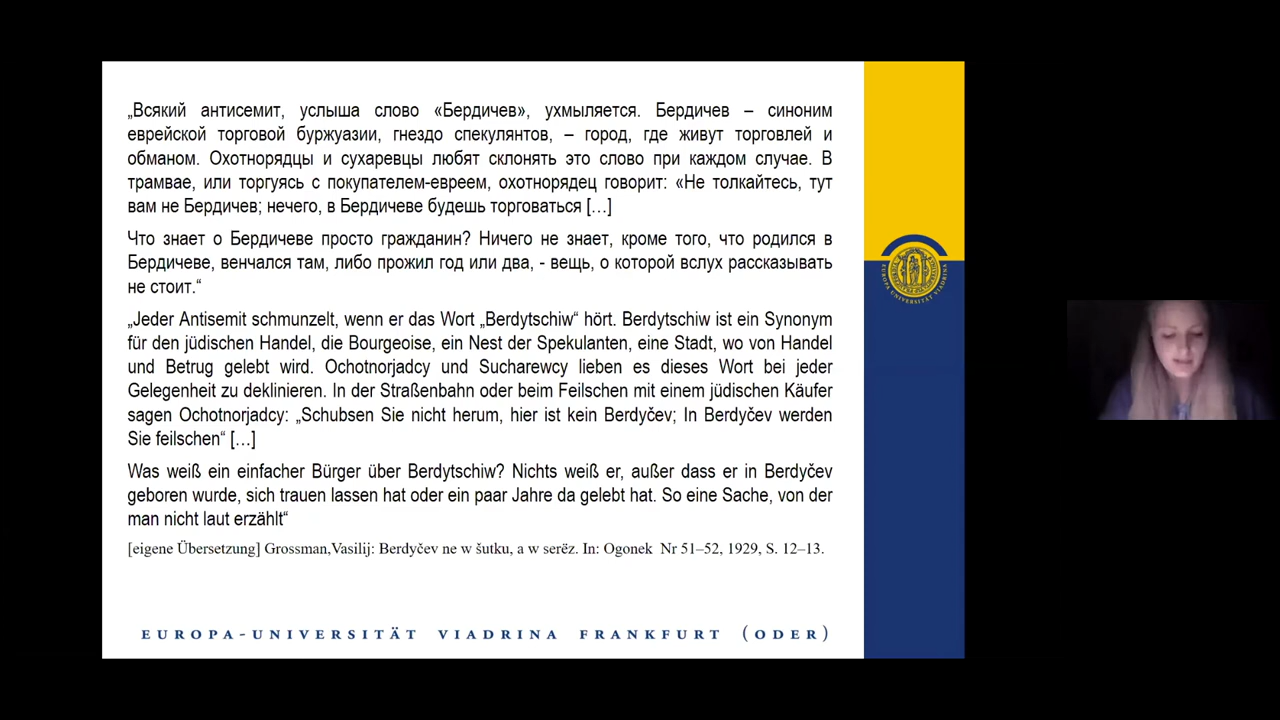 „Всякий антисемит, услыша слово «Бердичев», ухмыляется. Бердичев – синоним
еврейской торговой буржуазии, гнездо спекулянтов, – город, где живут торговлей и
обманом. Охотнорядцы и сухаревцы любят склонять это слово при каждом случае. В
трамвае, или торгуясь с покупателем-евреем, охотнорядец говорит: «Не толкайтесь, тут
вам не Бердичев; нечего, в Бердичеве будешь торговаться […]
Что знает о Бердичеве просто гражданин? Ничего не знает, кроме того, что родился в
Бердичеве, венчался там, либо прожил год или два, - вещь, о которой вслух рассказывать
не стоит.“
„Jeder Antisemit schmunzelt, wenn er das Wort „Berdytschiw“ hört. Berdytschiw ist ein Synonym
für den jüdischen Handel, die Bourgeoise, ein Nest der Spekulanten, eine Stadt, wo von Handel
und Betrug gelebt wird. Ochotnorjadcy und Sucharewcy lieben es dieses Wort bei jeder
Gelegenheit zu deklinieren. In der Straßenbahn oder beim Feilschen mit einem jüdischen Käufer
sagen Ochotnorjadcy: „Schubsen Sie nicht herum, hier ist kein Berdyčev; In Berdyčev werden
Sie feilschen“ […]
Was weiß ein einfacher Bürger über Berdytschiw? Nichts weiß er, außer dass er in Berdyčev
geboren wurde, sich trauen lassen hat oder ein paar Jahre da gelebt hat. So eine Sache, von der
man nicht laut erzählt“
[eigene Übersetzung] Grossman,Vasilij: Berdyčev ne w šutku, a w serëz. In: Ogonek Nr 51–52, 1929, S. 12–13.
EUROPA-UNIVERSITÄT VIADRINA FRANKFURT (ODER)
EUROPA UNIVERSITÄT VIADRINA